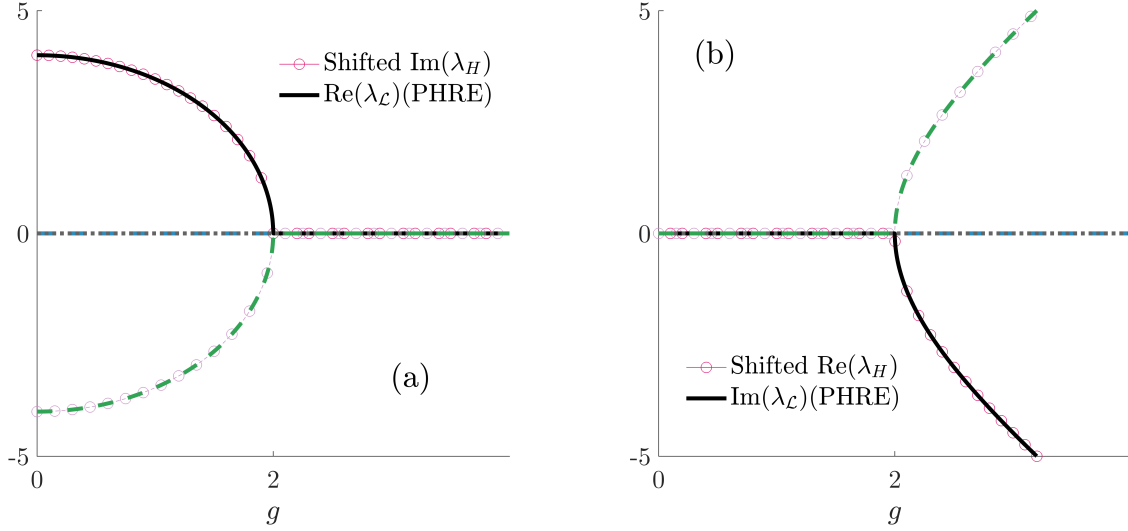 5
Shifted Im(λ_H)
Re(λ_ℒ)(PHRE)
0
(a)
-5
0
2
g
5
(b)
0
Shifted Re(λ_H)
Im(λ_ℒ)(PHRE)
-5
0
2
g